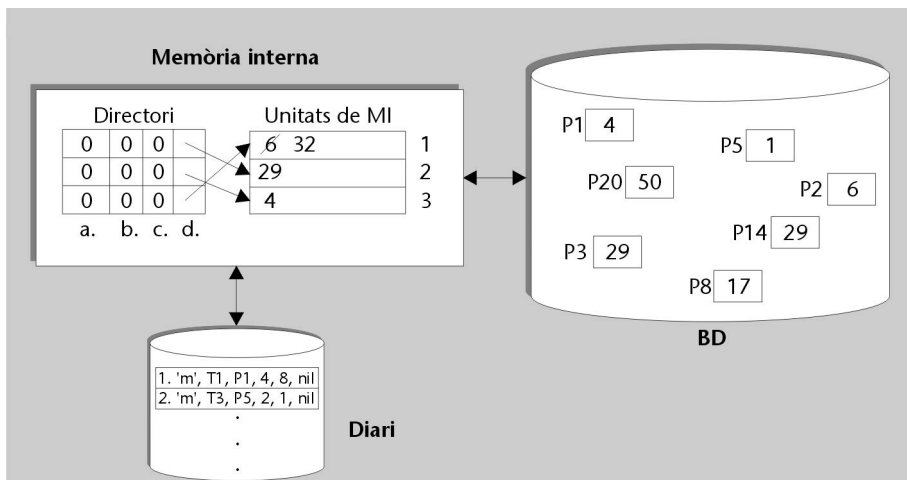 Memòria interna
Directori
Unitats de MI
0 0 0
6 32 1
0 0 0
29 2
0 0 0
4 3
a. b. c. d.
P1 4
P5 1
P20 50
P2 6
P14 29
P3 29
P8 17
BD
1. 'm', T1, P1, 4, 8, nil
2. 'm', T3, P5, 2, 1, nil
.
.
.
Diari